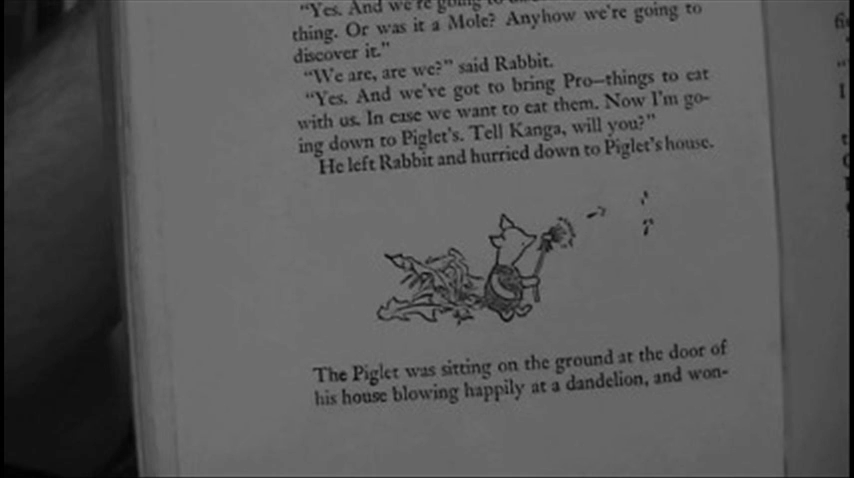 “Yes. And we're going to
thing. Or was it a Mole? Anyhow we're going to
discover it.”
“We are, are we?” said Rabbit.
“Yes. And we've got to bring Pro—things to eat
with us. In case we want to eat them. Now I'm go-
ing down to Piglet's. Tell Kanga, will you?”
He left Rabbit and hurried down to Piglet's house.
The Piglet was sitting on the ground at the door of
his house blowing happily at a dandelion, and won-